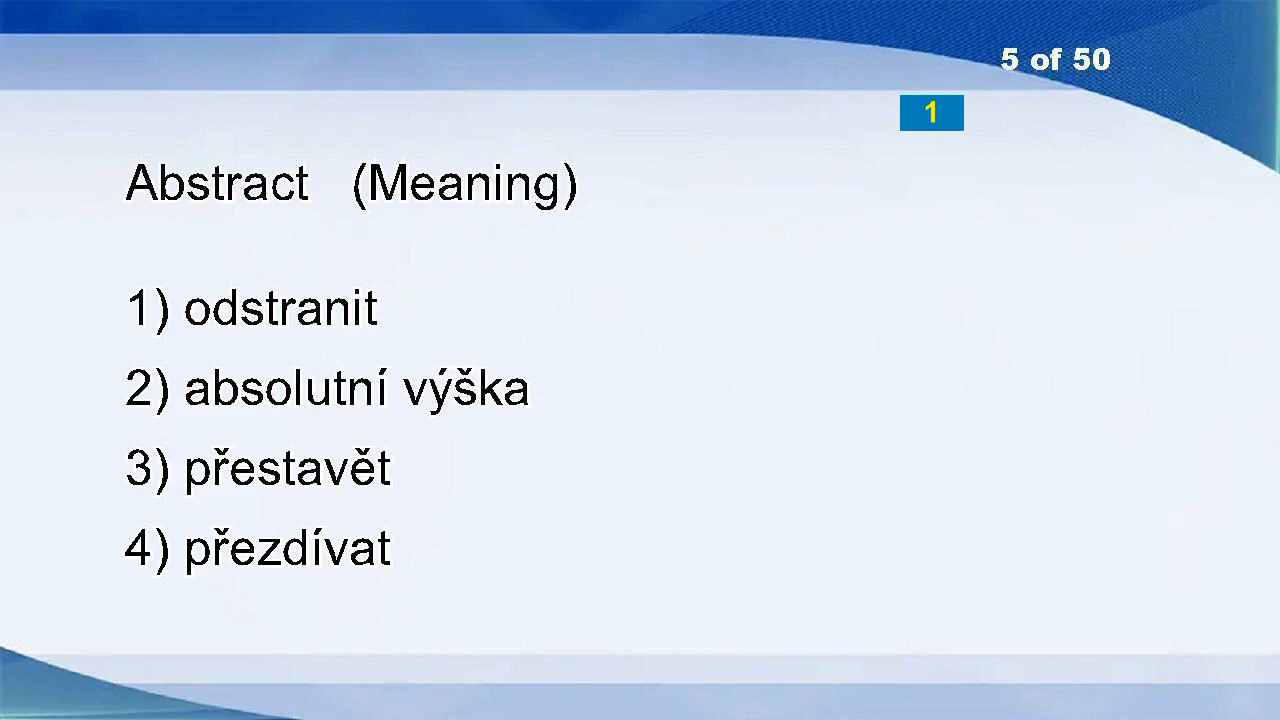 5 of 50
1
Abstract (Meaning)
1) odstranit
2) absolutní výška
3) přestavět
4) přezdívat